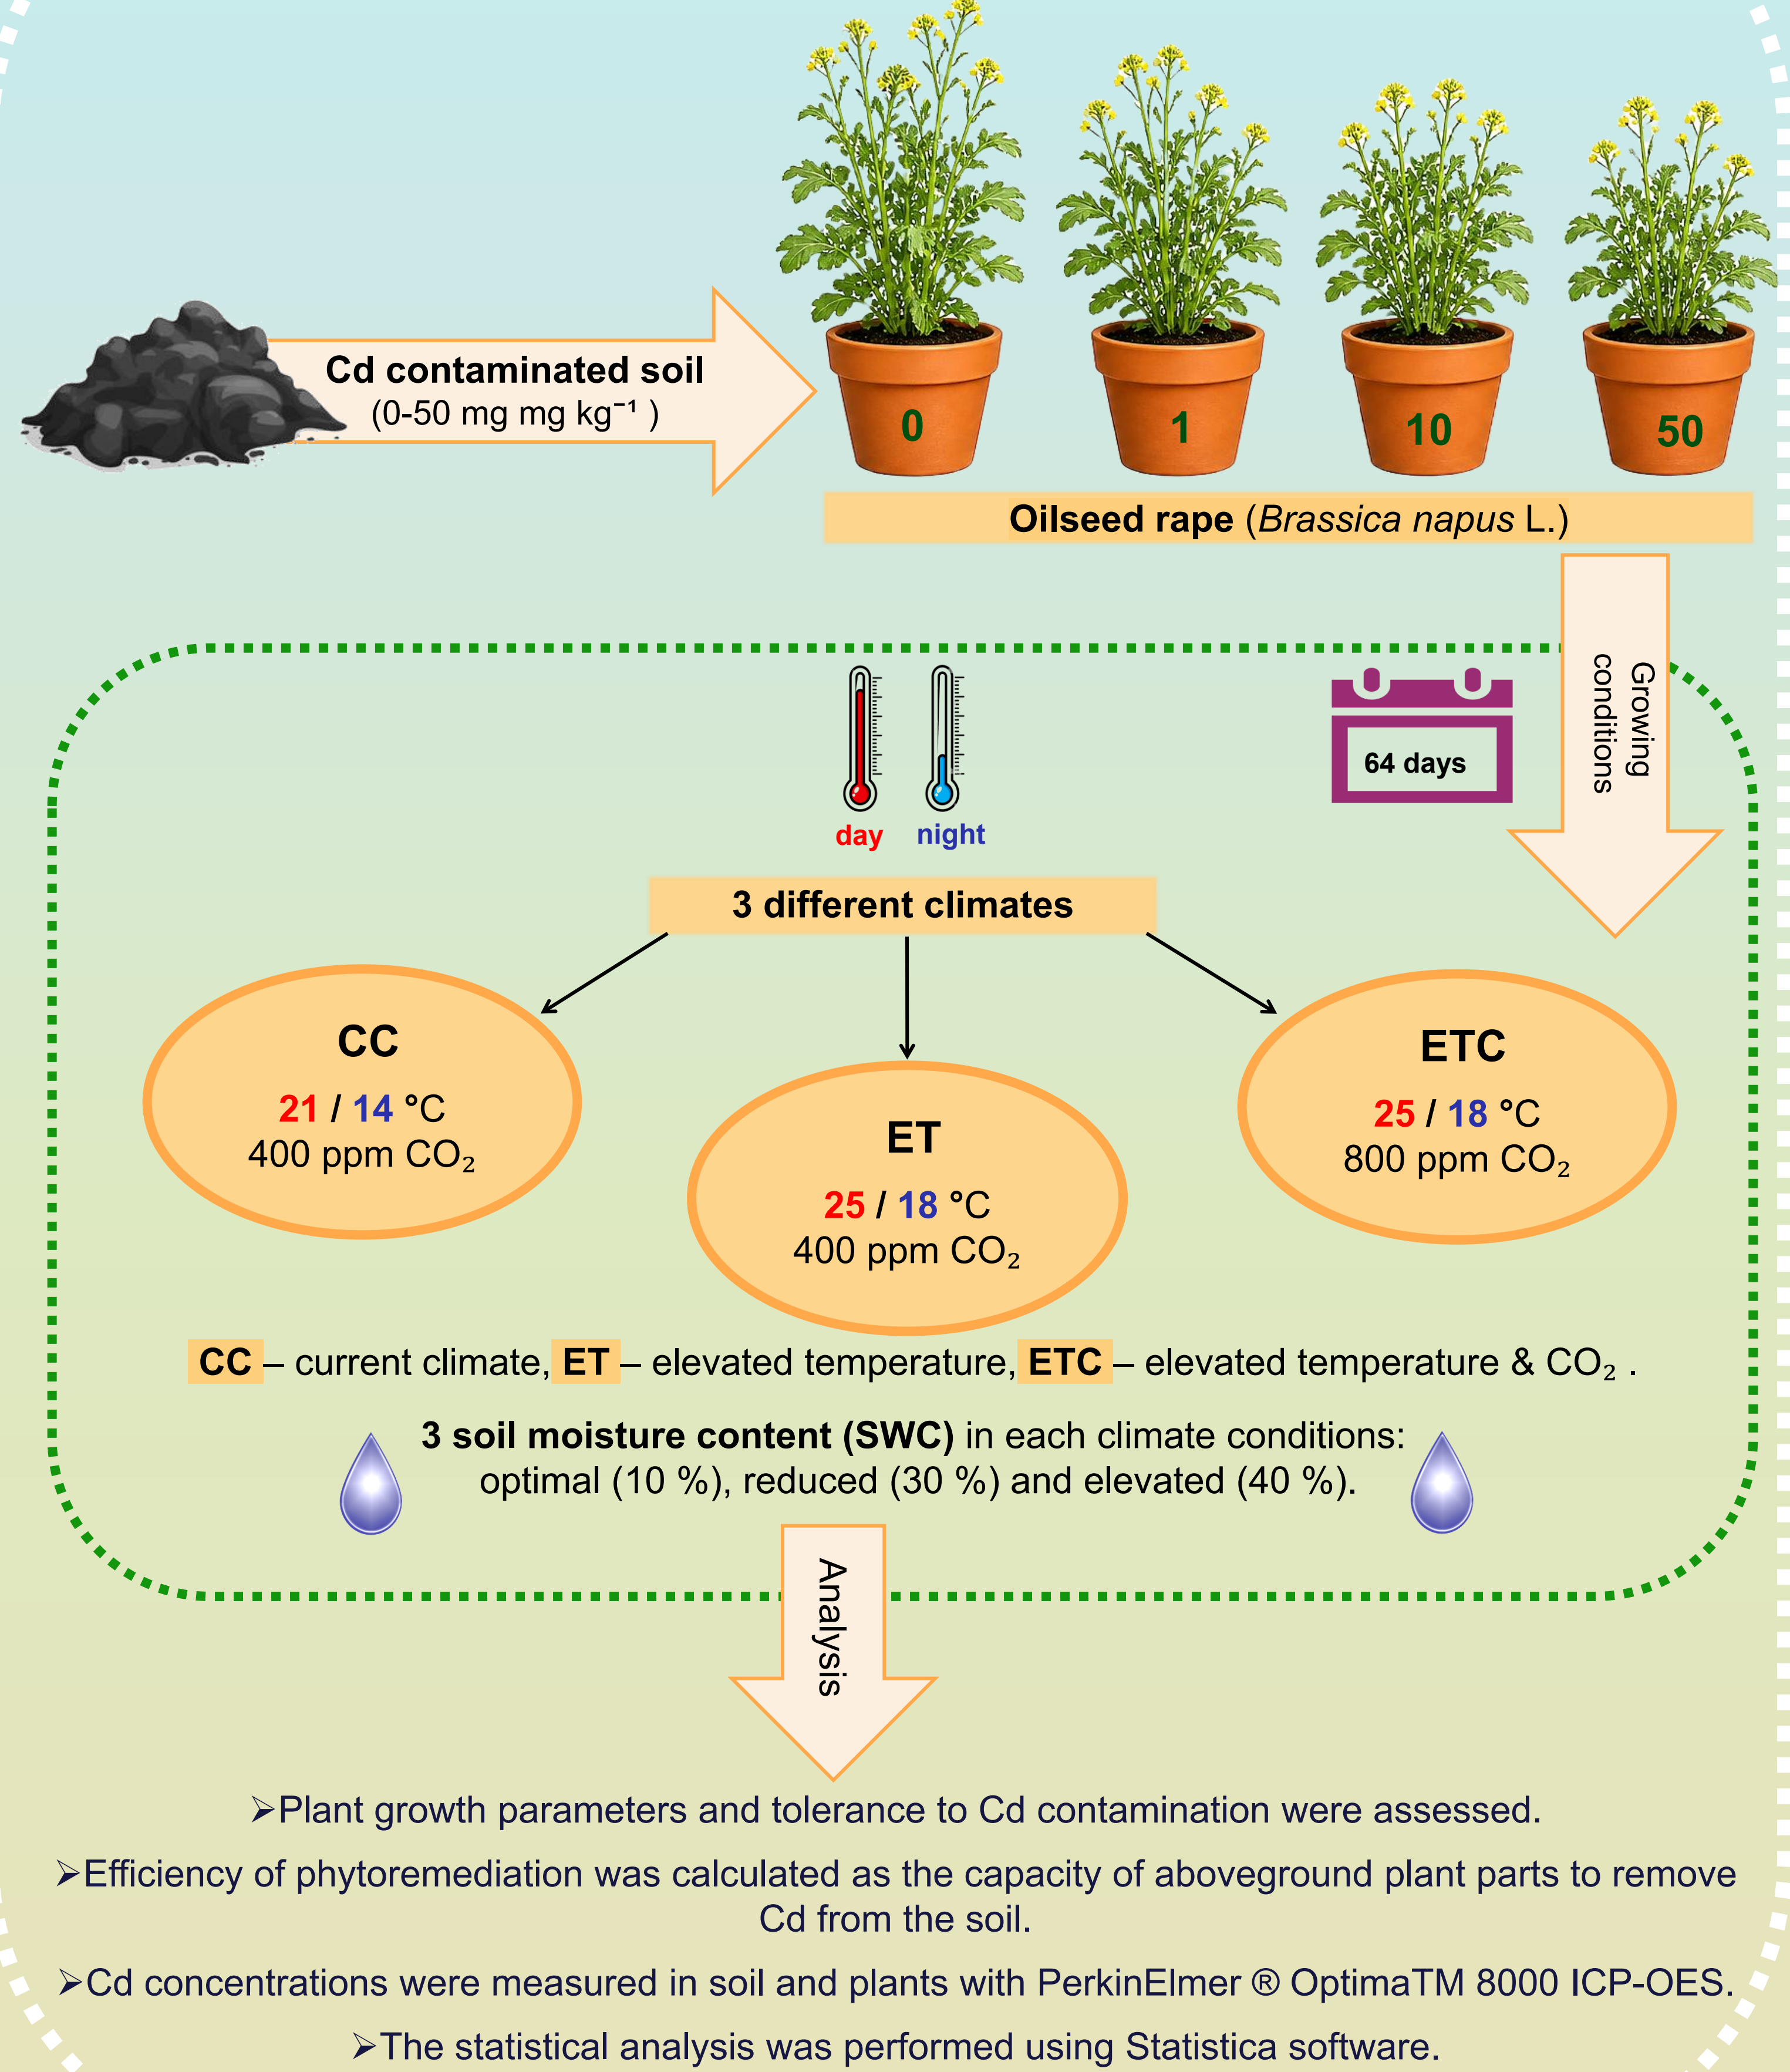 Cd contaminated soil
(0-50 mg mg kg⁻¹ )
0
1
10
50
Oilseed rape (Brassica napus L.)
Growing
conditions
64 days
day
night
3 different climates
CC
21 / 14 °C
400 ppm CO₂
ET
25 / 18 °C
400 ppm CO₂
ETC
25 / 18 °C
800 ppm CO₂
CC – current climate, ET – elevated temperature, ETC – elevated temperature & CO₂ .
3 soil moisture content (SWC) in each climate conditions:
optimal (10 %), reduced (30 %) and elevated (40 %).
Analysis
➢Plant growth parameters and tolerance to Cd contamination were assessed.
➢Efficiency of phytoremediation was calculated as the capacity of aboveground plant parts to remove
Cd from the soil.
➢Cd concentrations were measured in soil and plants with PerkinElmer ® OptimaTM 8000 ICP-OES.
➢The statistical analysis was performed using Statistica software.